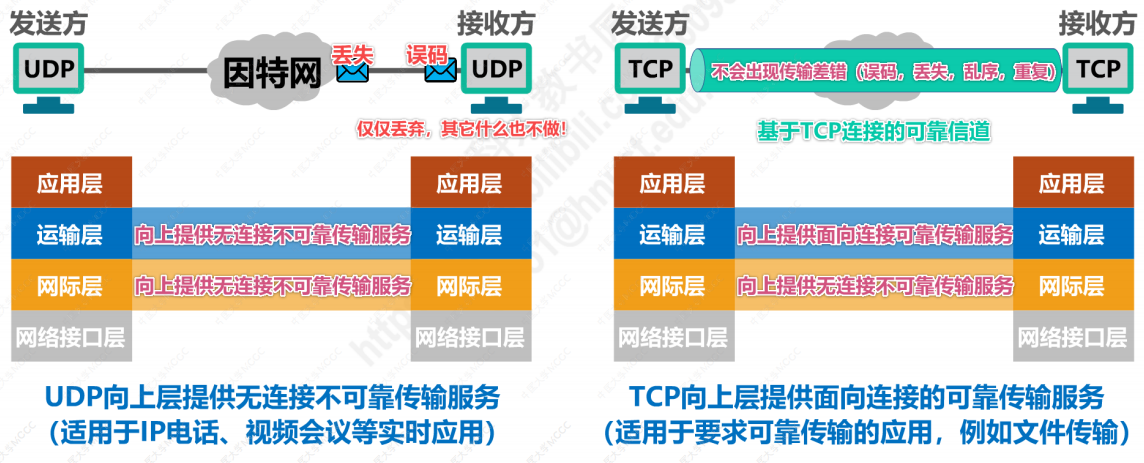 发送方
接收方
UDP
因特网
丢失
误码
UDP
仅仅丢弃，其它什么也不做！
应用层
应用层
运输层
向上提供无连接不可靠传输服务
运输层
网际层
向上提供无连接不可靠传输服务
网际层
网络接口层
网络接口层
UDP向上层提供无连接不可靠传输服务
（适用于IP电话、视频会议等实时应用）
发送方
接收方
TCP
不会出现传输差错（误码，丢失，乱序，重复）
TCP
基于TCP连接的可靠信道
应用层
应用层
运输层
向上提供面向连接可靠传输服务
运输层
网际层
向上提供无连接不可靠传输服务
网际层
网络接口层
网络接口层
TCP向上层提供面向连接的可靠传输服务
（适用于要求可靠传输的应用，例如文件传输）